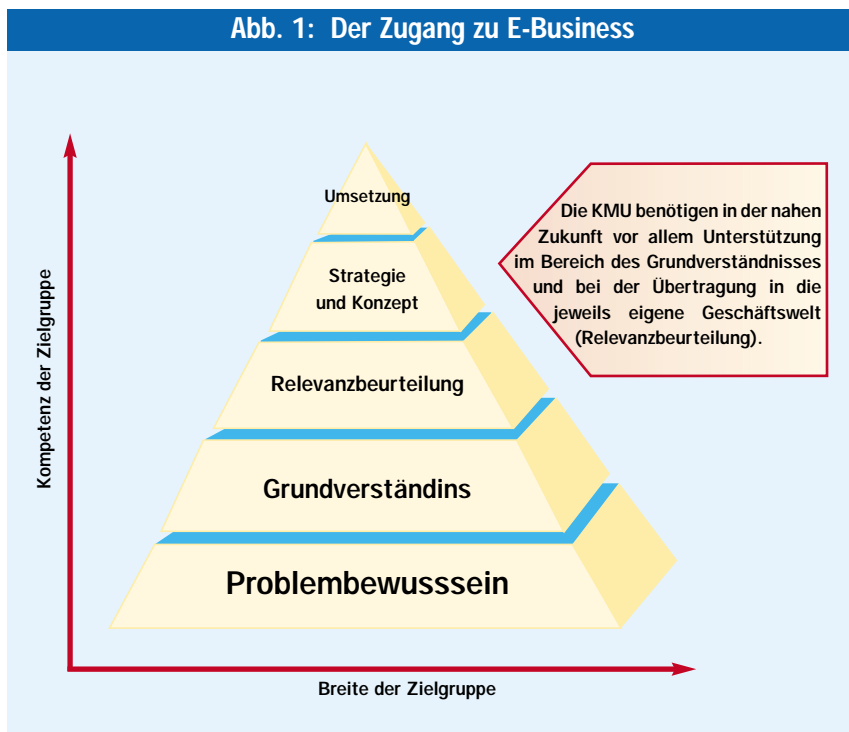 Abb. 1: Der Zugang zu E-Business
Umsetzung
Strategie
und Konzept
Relevanzbeurteilung
Grundverständins
Problembewusssein
Die KMU benötigen in der nahen
Zukunft vor allem Unterstützung
im Bereich des Grundverständnisses
und bei der Übertragung in die
jeweils eigene Geschäftswelt
(Relevanzbeurteilung).
Kompetenz der Zielgruppe
Breite der Zielgruppe